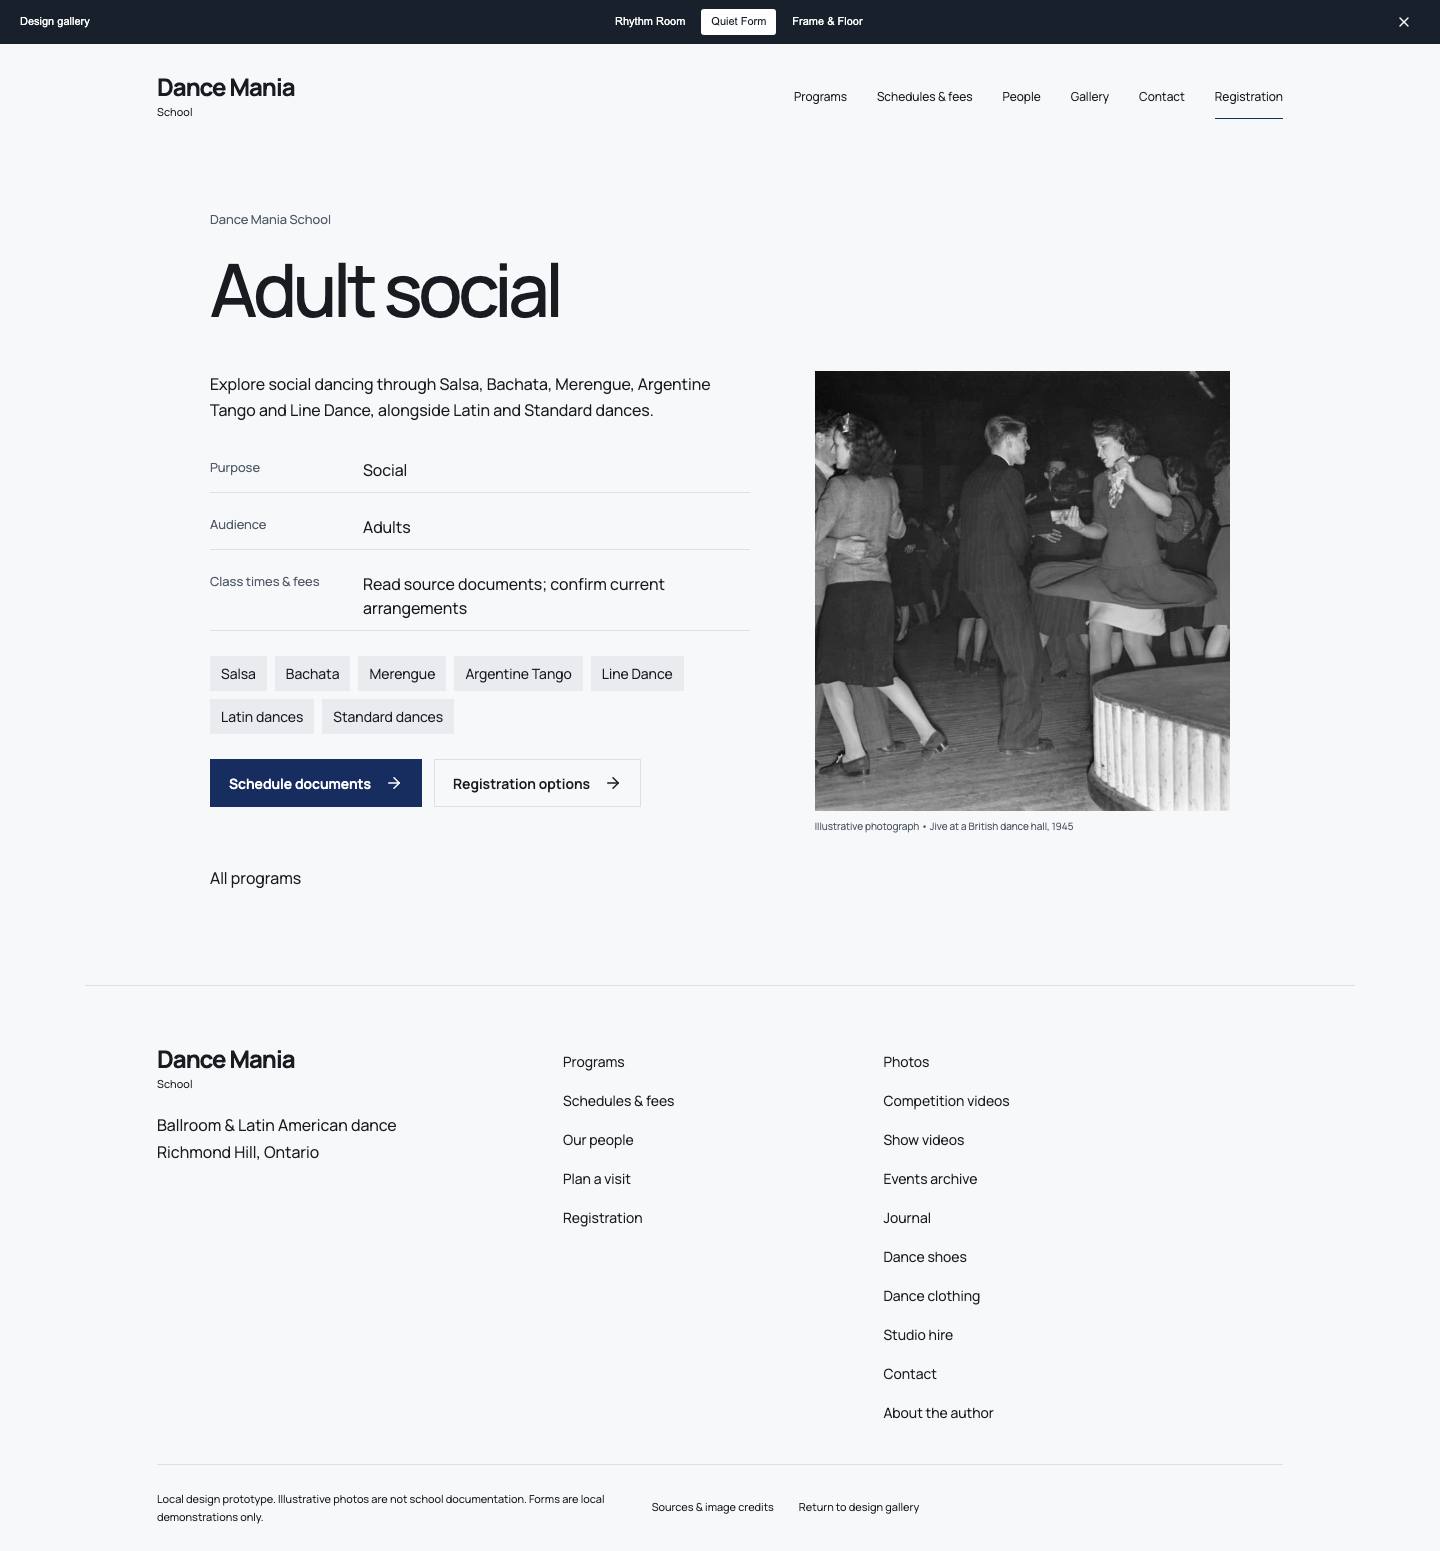 Design gallery
Rhythm Room
Quiet Form
Frame & Floor
Dance Mania
School
Programs
Schedules & fees
People
Gallery
Contact
Registration
Dance Mania School
Adult social
Explore social dancing through Salsa, Bachata, Merengue, Argentine
Tango and Line Dance, alongside Latin and Standard dances.
Purpose
Social
Audience
Adults
Class times & fees
Read source documents; confirm current
arrangements
Salsa
Bachata
Merengue
Argentine Tango
Line Dance
Latin dances
Standard dances
Schedule documents
Registration options
Illustrative photograph • Jive at a British dance hall, 1945
All programs
Dance Mania
School
Ballroom & Latin American dance
Richmond Hill, Ontario
Programs
Schedules & fees
Our people
Plan a visit
Registration
Photos
Competition videos
Show videos
Events archive
Journal
Dance shoes
Dance clothing
Studio hire
Contact
About the author
Local design prototype. Illustrative photos are not school documentation. Forms are local
demonstrations only.
Sources & image credits
Return to design gallery